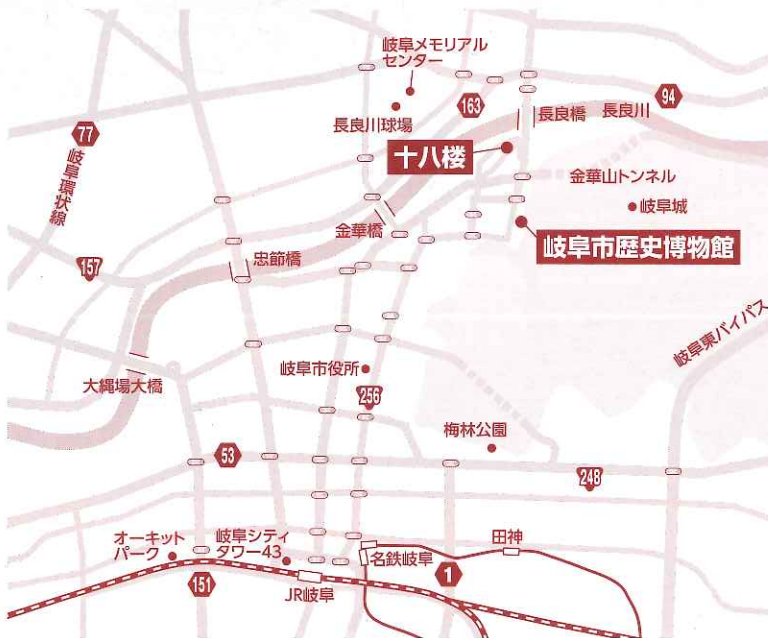 岐阜メモリアル
センター
163
94
長良川球場
長良橋
長良川
77
岐阜環状線
十八楼
金華山トンネル
岐阜城
金華橋
岐阜市歴史博物館
忠節橋
157
岐阜東バイパス
大縄場大橋
岐阜市役所
256
梅林公園
53
248
オーキット
パーク
岐阜シティ
タワー43
名鉄岐阜
田神
151
JR岐阜
1